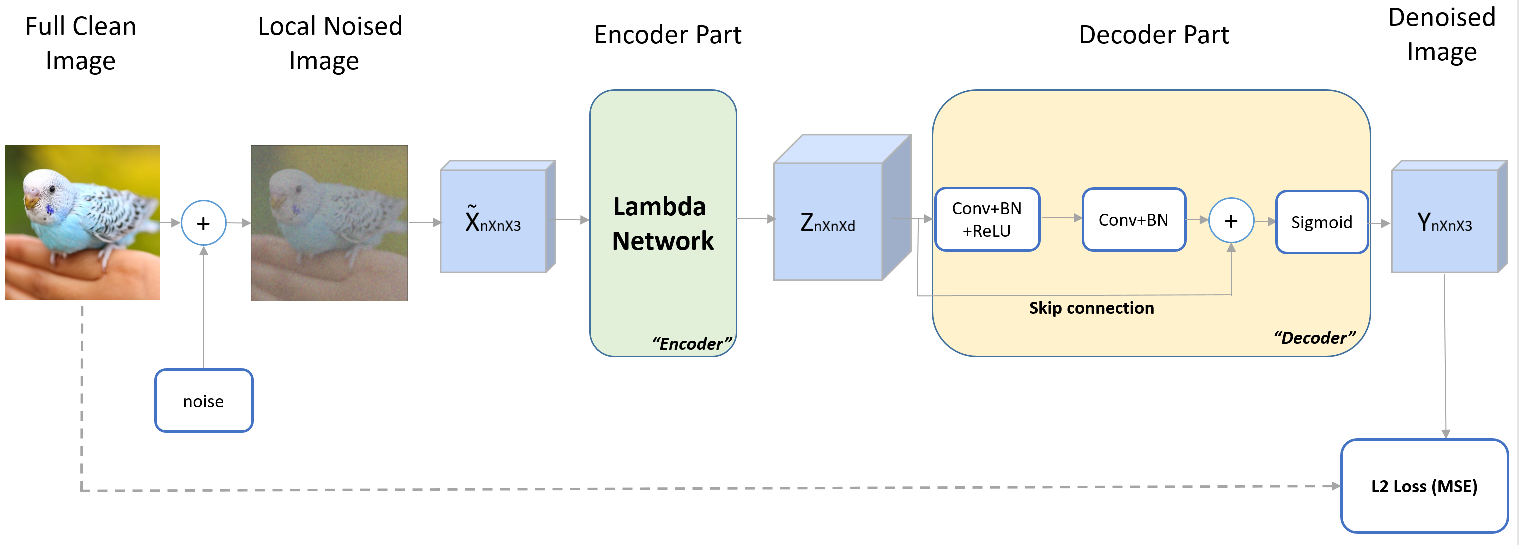 Full Clean
Image
Local Noised
Image
Encoder Part
Decoder Part
Denoised
Image
+
noise
X̃nXnX3
Lambda
Network
“Encoder”
ZnXnXd
Conv+BN
+ReLU
Conv+BN
+
Sigmoid
Skip connection
“Decoder”
YnXnX3
L2 Loss (MSE)